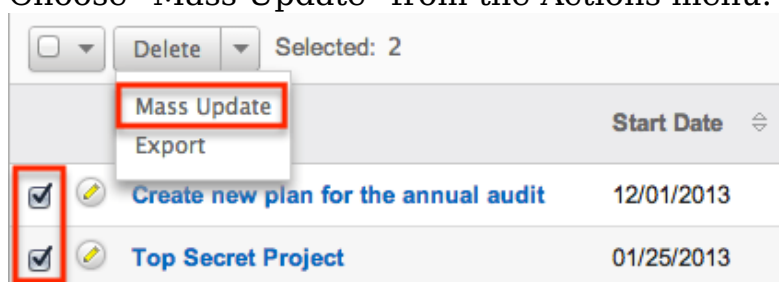 Choose "Mass Update" from the Actions menu.
Delete Selected: 2
Mass Update
Export
Start Date
Create new plan for the annual audit 12/01/2013
Top Secret Project 01/25/2013